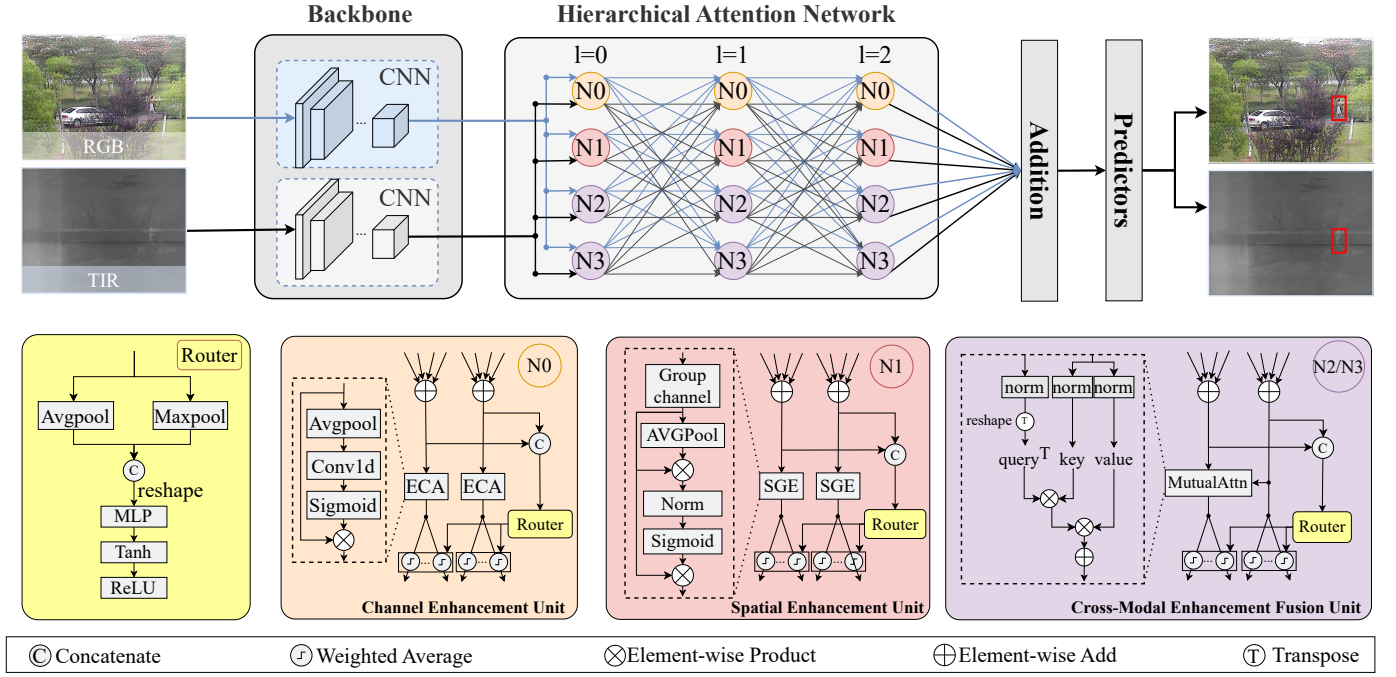 Backbone
Hierarchical Attention Network
RGB
TIR
CNN
...
CNN
...
l=0 l=1 l=2
N0 N0 N0
N1 N1 N1
N2 N2 N2
N3 N3 N3
Addition
Predictors
Router
Avgpool Maxpool
C
reshape
MLP
Tanh
ReLU
N0
Avgpool
Conv1d
Sigmoid
ECA ECA
C
Router
... ...
Channel Enhancement Unit
N1
Group
channel
AVGPool
Norm
Sigmoid
SGE SGE
C
Router
... ...
Spatial Enhancement Unit
N2/N3
norm norm norm
reshape T
queryT key value
MutualAttn
C
Router
... ...
Cross-Modal Enhancement Fusion Unit
C Concatenate Weighted Average Element-wise Product Element-wise Add T Transpose